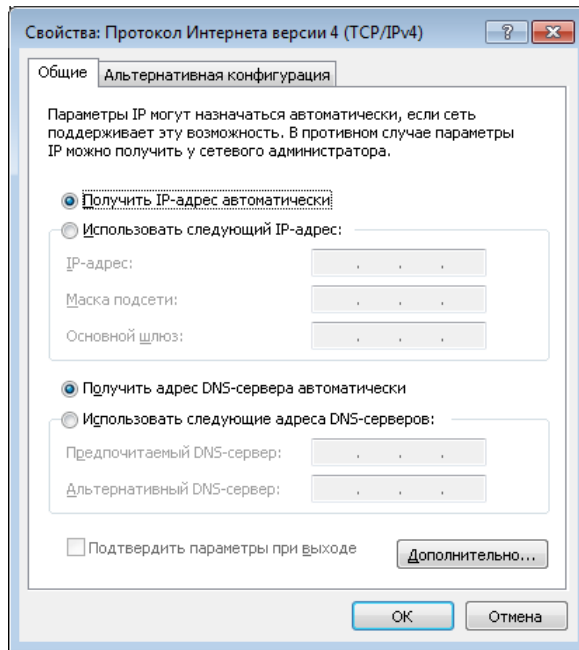 Свойства: Протокол Интернета версии 4 (TCP/IPv4)
Общие
Альтернативная конфигурация
Параметры IP могут назначаться автоматически, если сеть
поддерживает эту возможность. В противном случае параметры
IP можно получить у сетевого администратора.
Получить IP-адрес автоматически
Использовать следующий IP-адрес:
IP-адрес:
Маска подсети:
Основной шлюз:
Получить адрес DNS-сервера автоматически
Использовать следующие адреса DNS-серверов:
Предпочитаемый DNS-сервер:
Альтернативный DNS-сервер:
Подтвердить параметры при выходе
Дополнительно...
ОК
Отмена